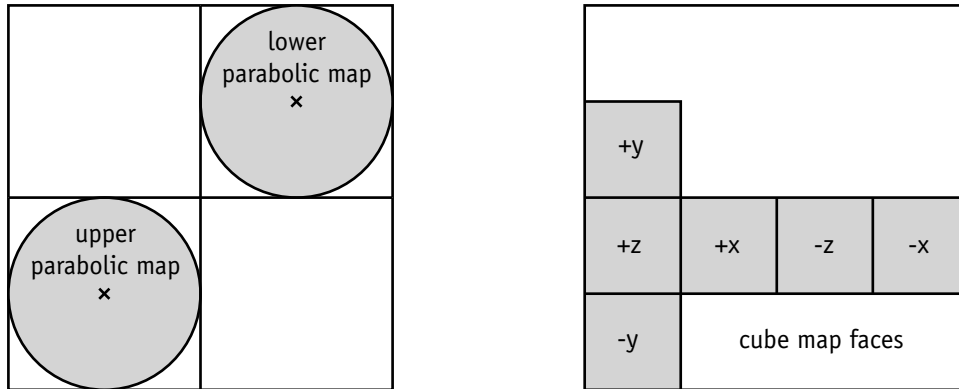 lower
parabolic map
×
upper
parabolic map
×
+y
+z +x -z -x
-y cube map faces